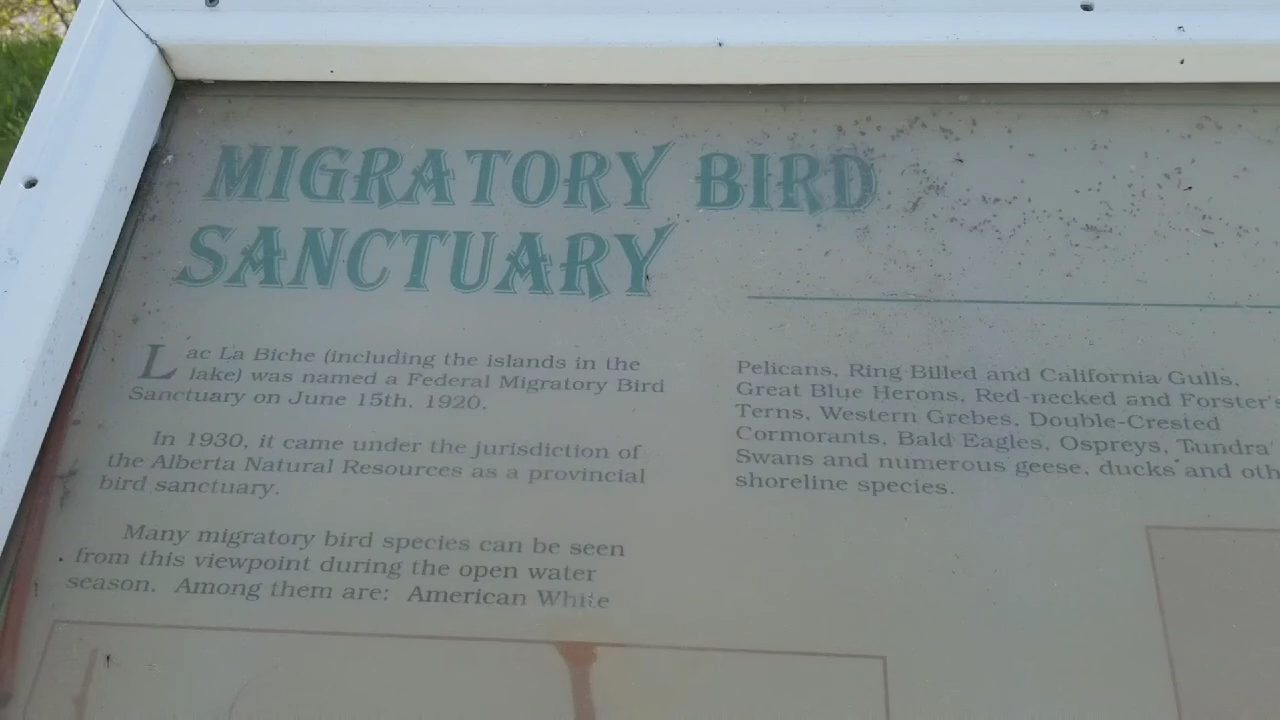 MIGRATORY BIRD
SANCTUARY
Lac La Biche (including the islands in the
lake) was named a Federal Migratory Bird
Sanctuary on June 15th, 1920.
In 1930, it came under the jurisdiction of
the Alberta Natural Resources as a provincial
bird sanctuary.
Many migratory bird species can be seen
from this viewpoint during the open water
season. Among them are: American White
Pelicans, Ring Billed and California Gulls,
Great Blue Herons, Red-necked and Forster's
Terns, Western Grebes, Double-Crested
Cormorants, Bald Eagles, Ospreys, Tundra
Swans and numerous geese, ducks and oth
shoreline species.